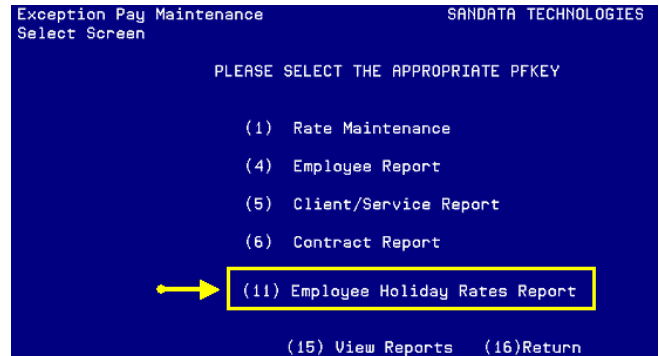 Exception Pay Maintenance SANDATA TECHNOLOGIES
Select Screen
PLEASE SELECT THE APPROPRIATE PFKEY
(1) Rate Maintenance
(4) Employee Report
(5) Client/Service Report
(6) Contract Report
(11) Employee Holiday Rates Report
(15) View Reports (16)Return